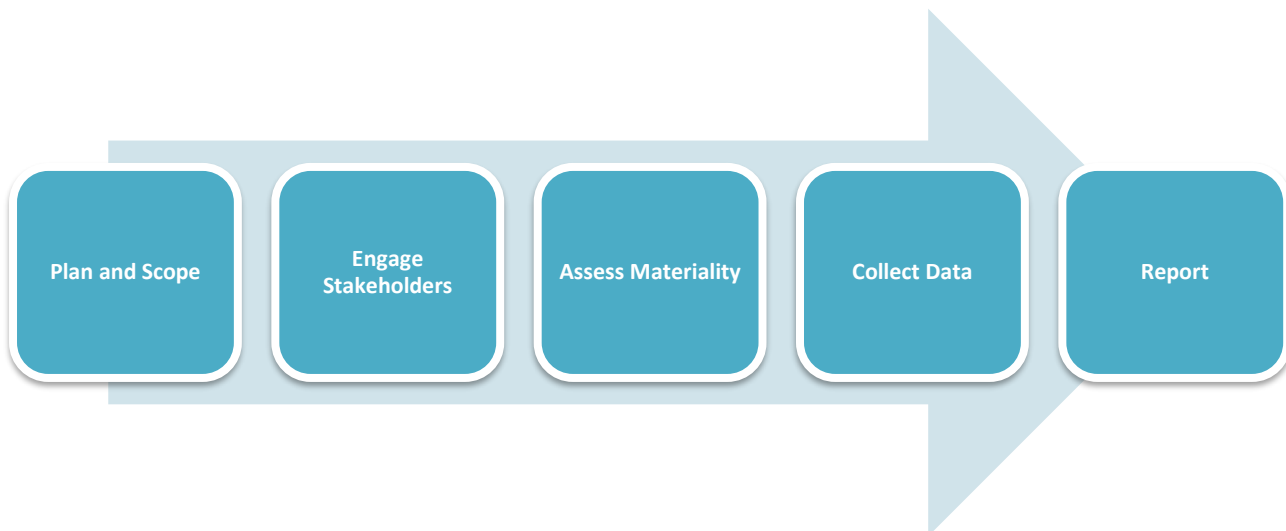 Plan and Scope
Engage
Stakeholders
Assess Materiality
Collect Data
Report